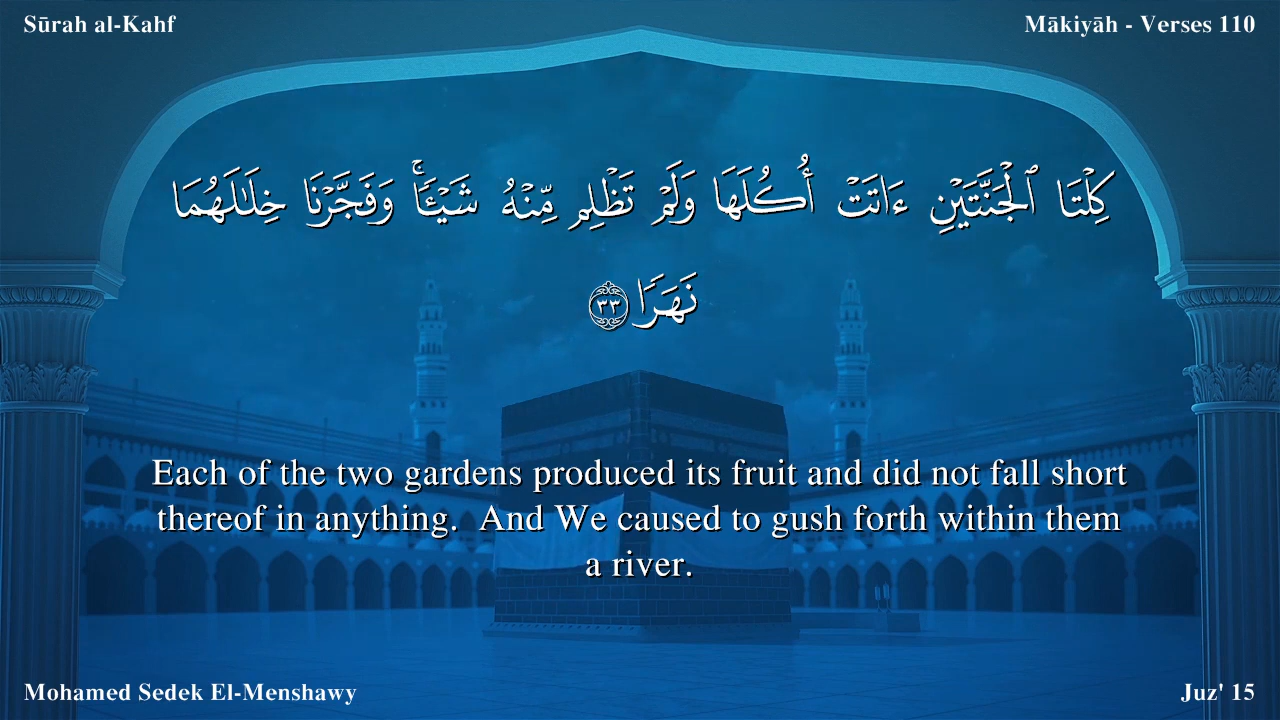 Sūrah al-Kahf
Mākiyāh - Verses 110
كِلْتَا ٱلْجَنَّتَيْنِ ءَاتَتْ أُكُلَهَا وَلَمْ تَظْلِم مِّنْهُ شَيْـًٔا ۚ وَفَجَّرْنَا خِلَـٰلَهُمَا
نَهَرًا ٣٣
Each of the two gardens produced its fruit and did not fall short
thereof in anything.  And We caused to gush forth within them
a river.
Mohamed Sedek El-Menshawy
Juz' 15